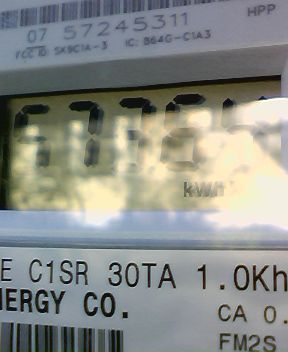 HPP
07 57245311
FCC ID: SK9C1A-3 IC: 864G-C1A3
kWh
E C1SR 30TA 1.0Kh
NERGY CO.
CA 0.
FM2S